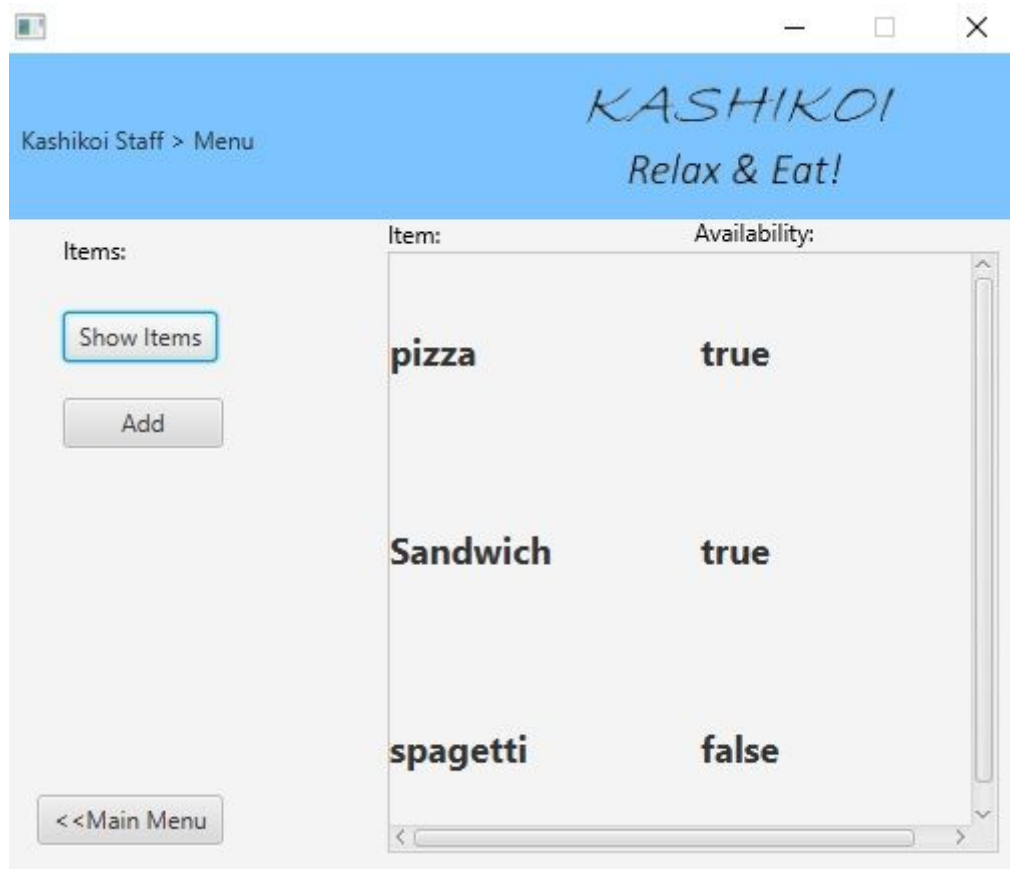 KASHIKOI
Kashikoi Staff > Menu
Relax & Eat!
Items:
Item: Availability:
Show Items
pizza true
Add
Sandwich true
spagetti false
<<Main Menu